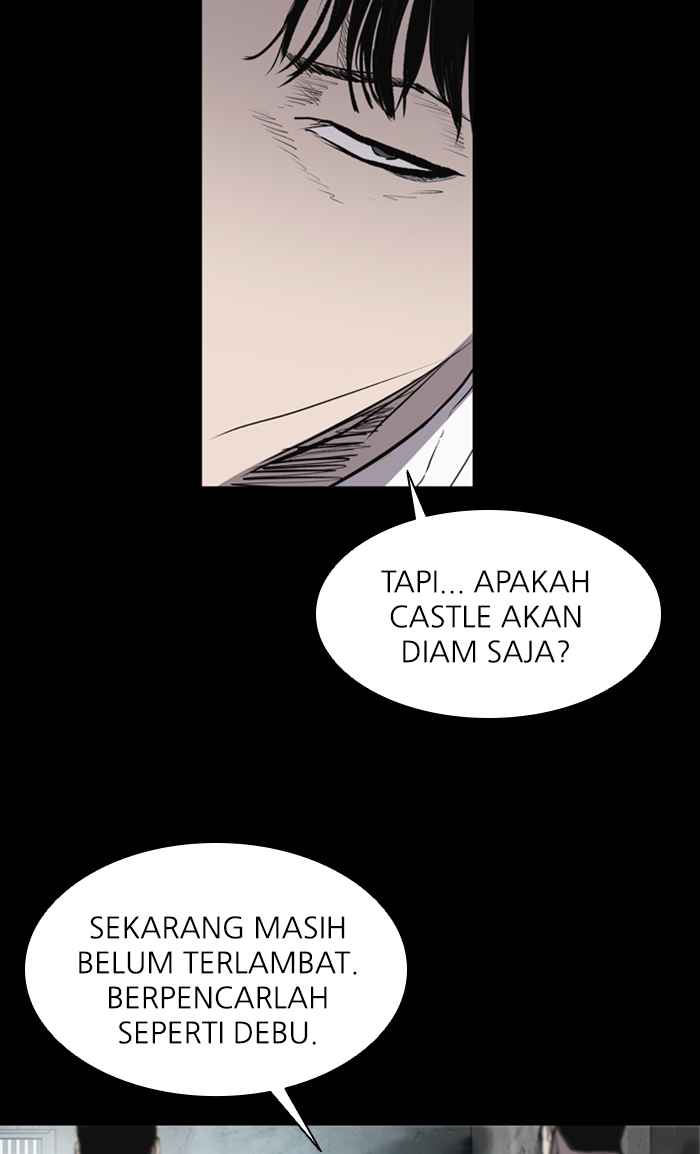 TAPI... APAKAH
CASTLE AKAN
DIAM SAJA?
SEKARANG MASIH
BELUM TERLAMBAT.
BERPENCARLAH
SEPERTI DEBU.